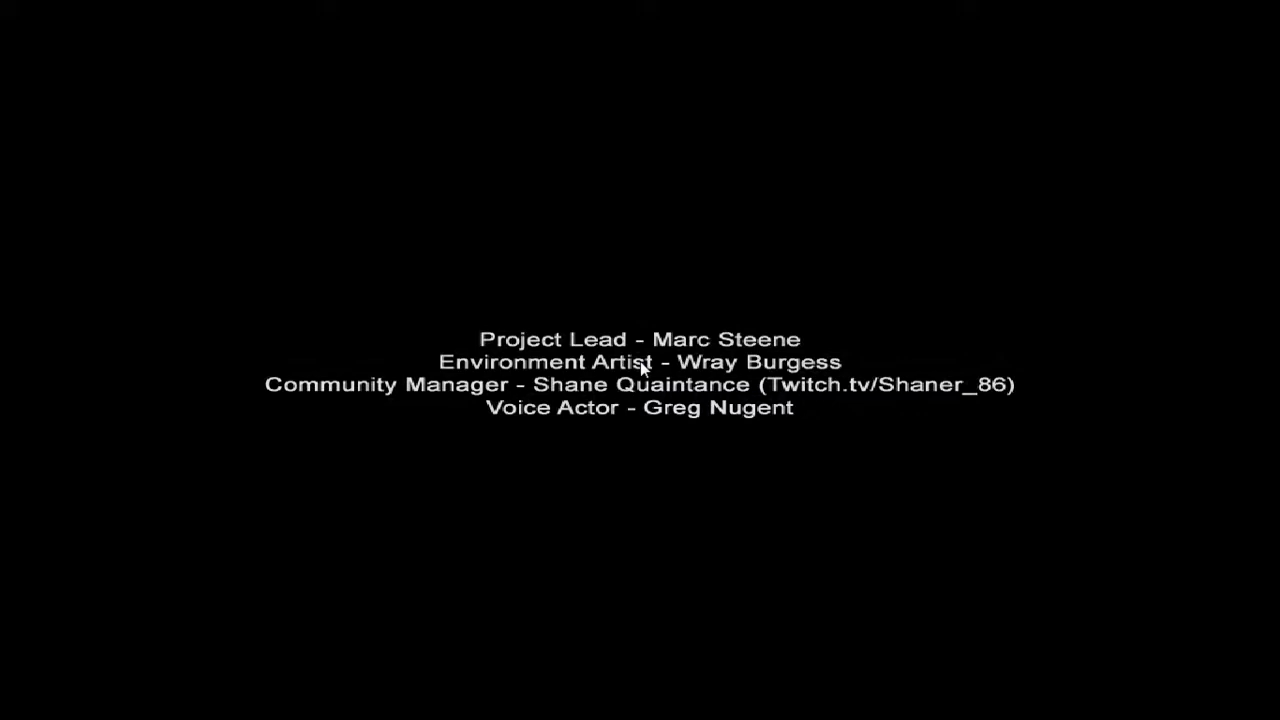 Project Lead - Marc Steene
Environment Artist - Wray Burgess
Community Manager - Shane Quaintance (Twitch.tv/Shaner_86)
Voice Actor - Greg Nugent